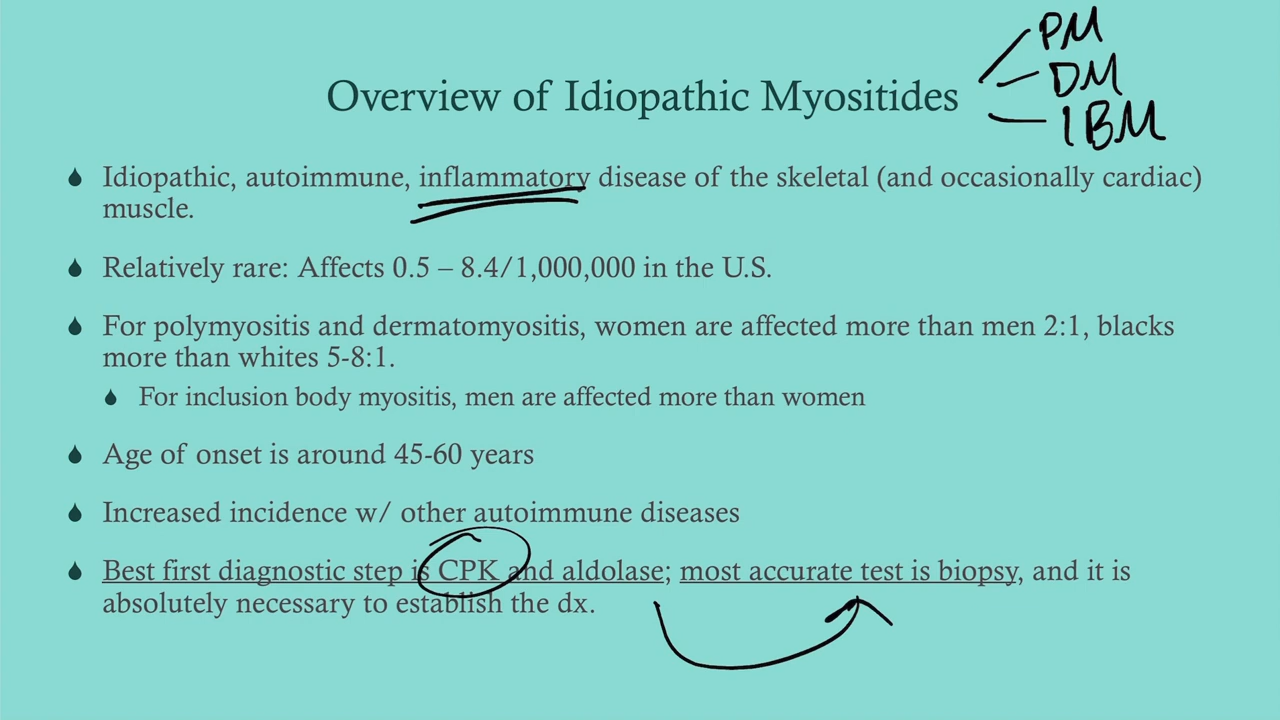 PM
DM
IBM
Overview of Idiopathic Myositides
Idiopathic, autoimmune, inflammatory disease of the skeletal (and occasionally cardiac)
muscle.
Relatively rare: Affects 0.5 – 8.4/1,000,000 in the U.S.
For polymyositis and dermatomyositis, women are affected more than men 2:1, blacks
more than whites 5-8:1.
For inclusion body myositis, men are affected more than women
Age of onset is around 45-60 years
Increased incidence w/ other autoimmune diseases
Best first diagnostic step is CPK and aldolase; most accurate test is biopsy, and it is
absolutely necessary to establish the dx.